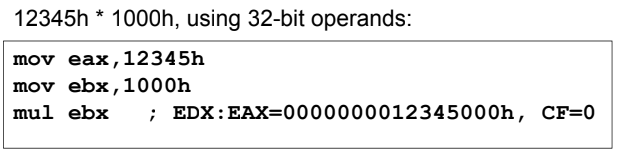 12345h * 1000h, using 32-bit operands:
mov eax,12345h
mov ebx,1000h
mul ebx   ; EDX:EAX=0000000012345000h, CF=0